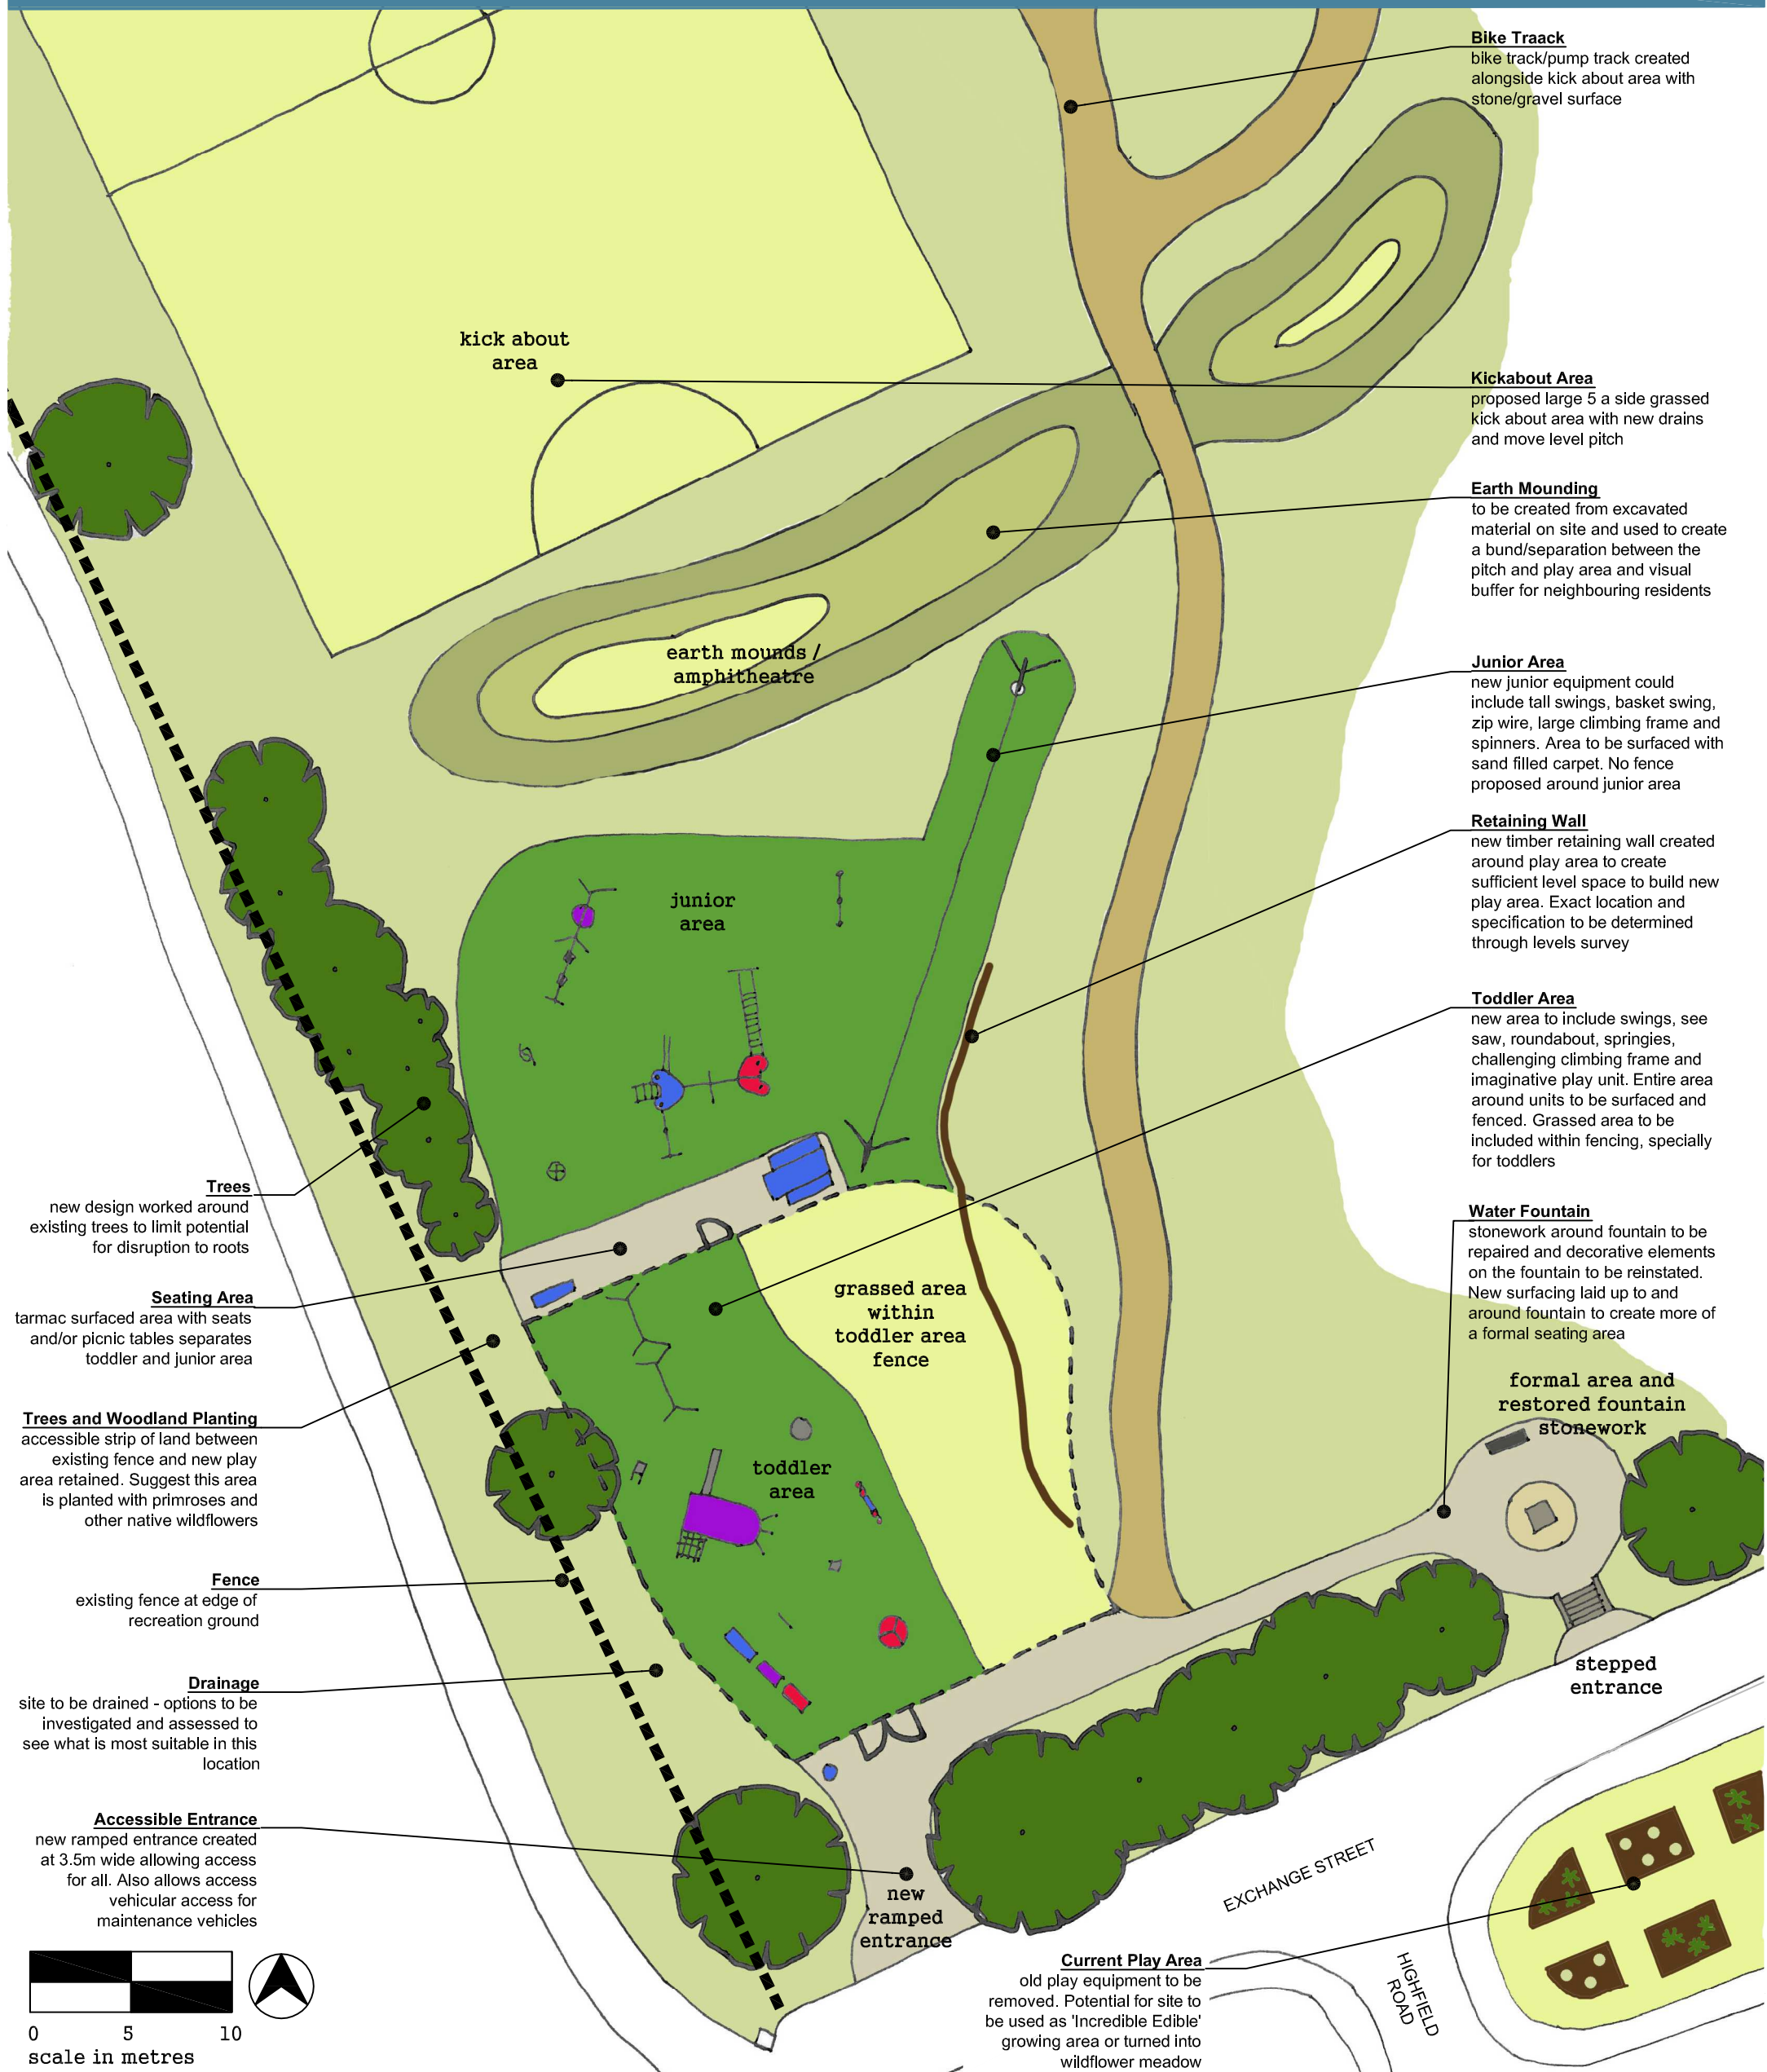 Bike Traack
bike track/pump track created
alongside kick about area with
stone/gravel surface
kick about
area
Kickabout Area
proposed large 5 a side grassed
kick about area with new drains
and move level pitch
Earth Mounding
to be created from excavated
material on site and used to create
a bund/separation between the
pitch and play area and visual
buffer for neighbouring residents
earth mounds /
amphitheatre
Junior Area
new junior equipment could
include tall swings, basket swing,
zip wire, large climbing frame and
spinners. Area to be surfaced with
sand filled carpet. No fence
proposed around junior area
Retaining Wall
new timber retaining wall created
around play area to create
sufficient level space to build new
play area. Exact location and
specification to be determined
through levels survey
junior
area
Toddler Area
new area to include swings, see
saw, roundabout, springies,
challenging climbing frame and
imaginative play unit. Entire area
around units to be surfaced and
fenced. Grassed area to be
included within fencing, specially
for toddlers
Trees
new design worked around
existing trees to limit potential
for disruption to roots
Water Fountain
stonework around fountain to be
repaired and decorative elements
on the fountain to be reinstated.
New surfacing laid up to and
around fountain to create more of
a formal seating area
Seating Area
tarmac surfaced area with seats
and/or picnic tables separates
toddler and junior area
grassed area
within
toddler area
fence
formal area and
restored fountain
stonework
Trees and Woodland Planting
accessible strip of land between
existing fence and new play
area retained. Suggest this area
is planted with primroses and
other native wildflowers
toddler
area
Fence
existing fence at edge of
recreation ground
Drainage
site to be drained - options to be
investigated and assessed to
see what is most suitable in this
location
stepped
entrance
Accessible Entrance
new ramped entrance created
at 3.5m wide allowing access
for all. Also allows access
vehicular access for
maintenance vehicles
new
ramped
entrance
EXCHANGE STREET
HIGHFIELD
ROAD
Current Play Area
old play equipment to be
removed. Potential for site to
be used as 'Incredible Edible'
growing area or turned into
wildflower meadow
0 5 10
scale in metres